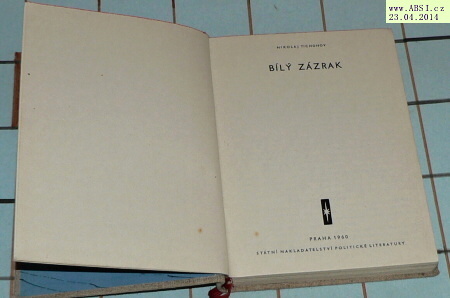 www.ABSI.cz
23.04.2014
NIKOLAJ TICHONOV
BÍLÝ ZÁZRAK
PRAHA 1960
STÁTNÍ NAKLADATELSTVÍ POLITICKÉ LITERATURY